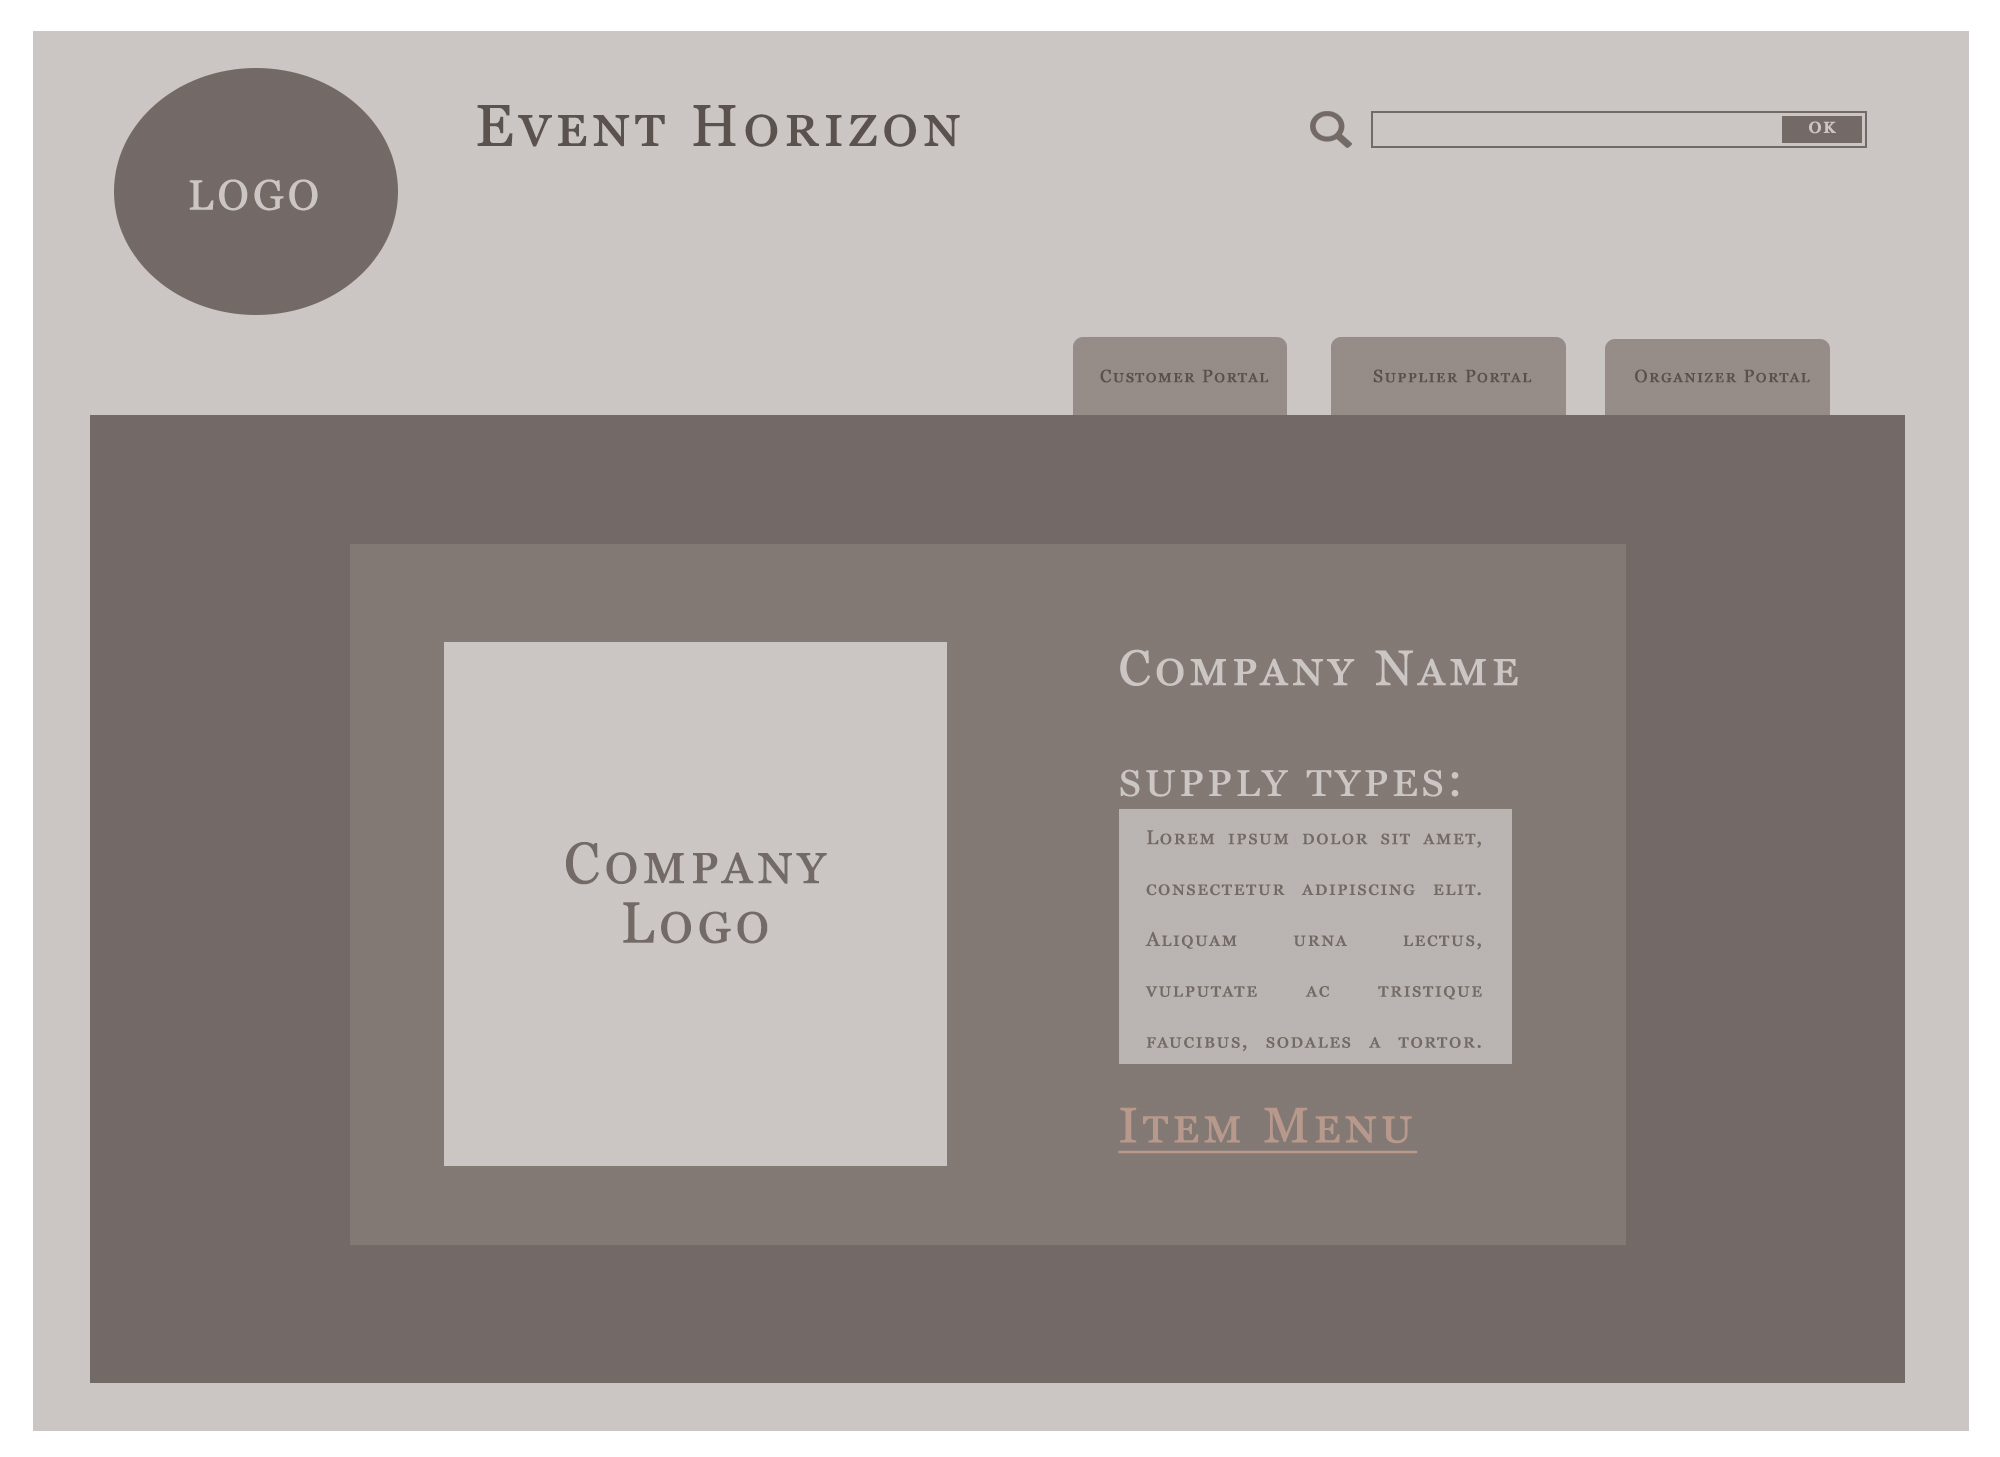 Event Horizon
OK
LOGO
Customer Portal
Supplier Portal
Organizer Portal
Company Name
SUPPLY TYPES:
Company
Logo
Lorem ipsum dolor sit amet,
consectetur adipiscing elit.
Aliquam urna lectus,
vulputate ac tristique
faucibus, sodales a tortor.
Item Menu